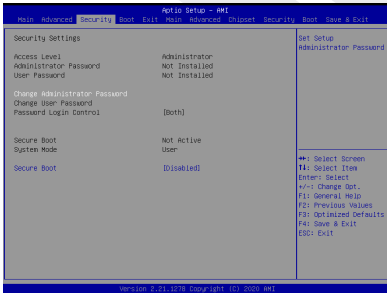 Aptio Setup - AMI
Main Advanced Security Boot Exit Main Advanced Chipset Security Boot Save & Exit
Security Settings
Access Level Administrator
Administrator Password Not Installed
User Password Not Installed
Change Administrator Password
Change User Password
Password Login Control [Both]
Secure Boot Not Active
System Mode User
Secure Boot [Disabled]
Set Setup
Administrator Password
→←: Select Screen
↑↓: Select Item
Enter: Select
+/-: Change Opt.
F1: General Help
F2: Previous Values
F3: Optimized Defaults
F4: Save & Exit
ESC: Exit
Version 2.21.1278 Copyright (C) 2020 AMI